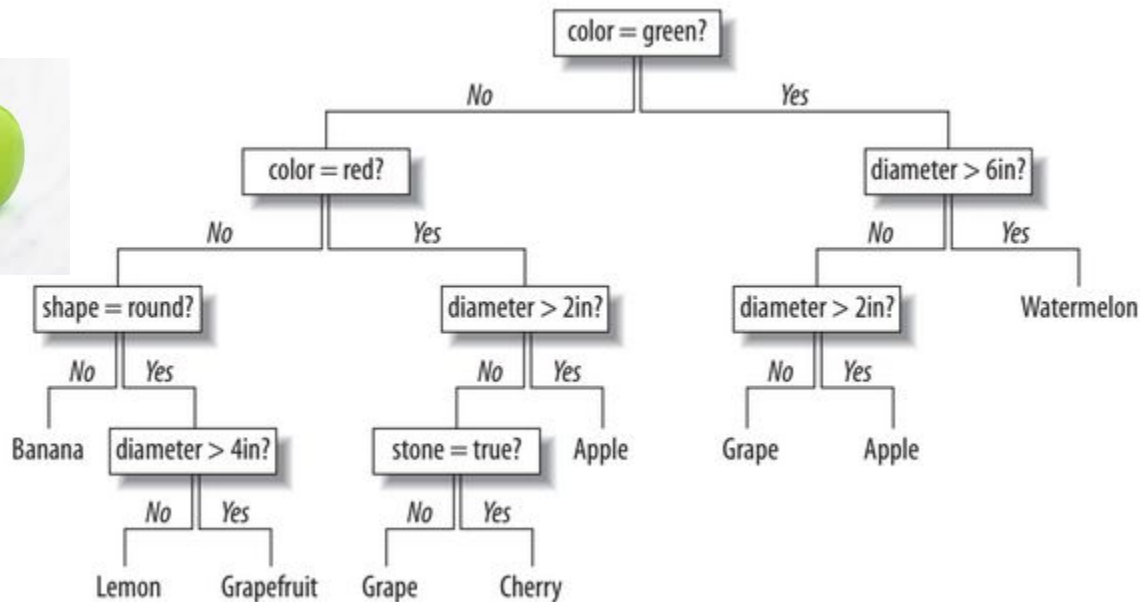 color = green?
No
Yes
color = red?
diameter > 6in?
No
Yes
No
Yes
shape = round?
diameter > 2in?
diameter > 2in?
Watermelon
No
Yes
No
Yes
No
Yes
Banana
diameter > 4in?
stone = true?
Apple
Grape
Apple
No
Yes
No
Yes
Lemon
Grapefruit
Grape
Cherry